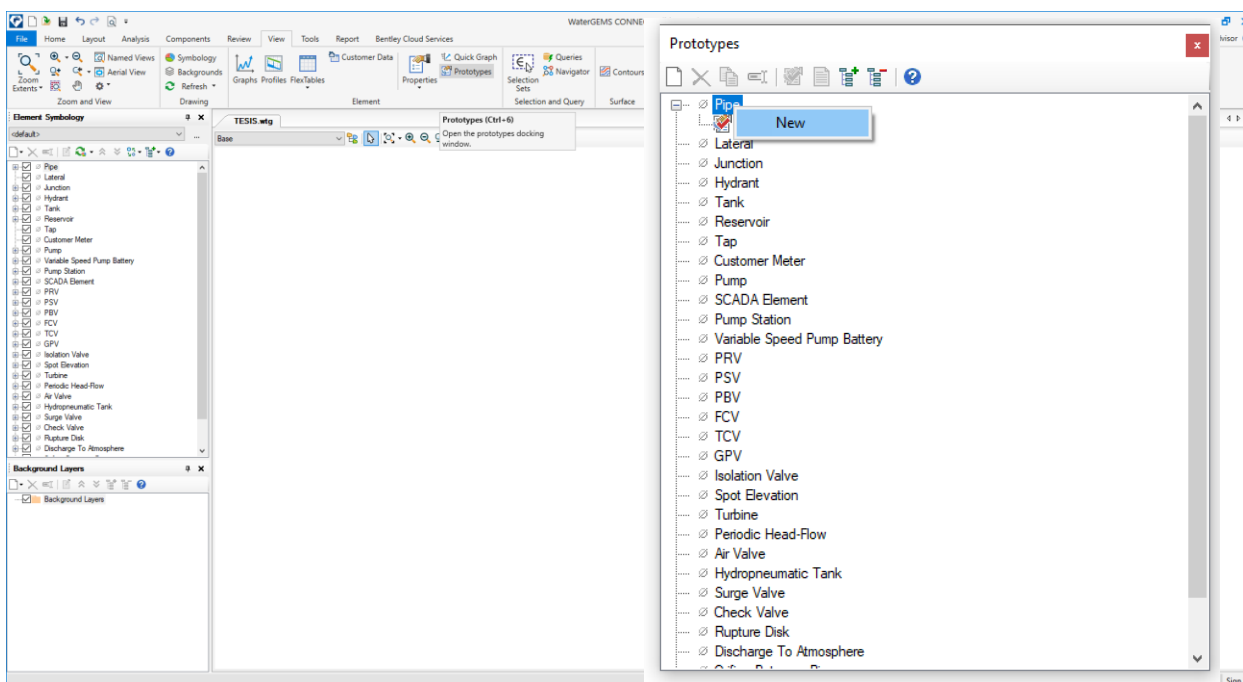 WaterGEMS CONNE
File Home Layout Analysis Components Review View Tools Report Bentley Cloud Services
Zoom Extents
Named Views
Aerial View
Zoom and View
Symbology
Backgrounds
Refresh
Drawing
Graphs Profiles FlexTables
Customer Data
Element
Properties
Quick Graph
Prototypes
Selection Sets
Queries
Navigator
Selection and Query
Contours
Surface
Element Symbology
<default>
...
Pipe
Lateral
Junction
Hydrant
Tank
Reservoir
Tap
Customer Meter
Pump
Variable Speed Pump Battery
Pump Station
SCADA Element
PRV
PSV
PBV
FCV
TCV
GPV
Isolation Valve
Spot Elevation
Turbine
Periodic Head-Flow
Air Valve
Hydropneumatic Tank
Surge Valve
Check Valve
Rupture Disk
Discharge To Atmosphere
Background Layers
Background Layers
TESIS.wtg
Base
Prototypes (Ctrl+6)
Open the prototypes docking
window.
Prototypes
x
Pipe
New
Lateral
Junction
Hydrant
Tank
Reservoir
Tap
Customer Meter
Pump
SCADA Element
Pump Station
Variable Speed Pump Battery
PRV
PSV
PBV
FCV
TCV
GPV
Isolation Valve
Spot Elevation
Turbine
Periodic Head-Flow
Air Valve
Hydropneumatic Tank
Surge Valve
Check Valve
Rupture Disk
Discharge To Atmosphere
lvisor
Sign